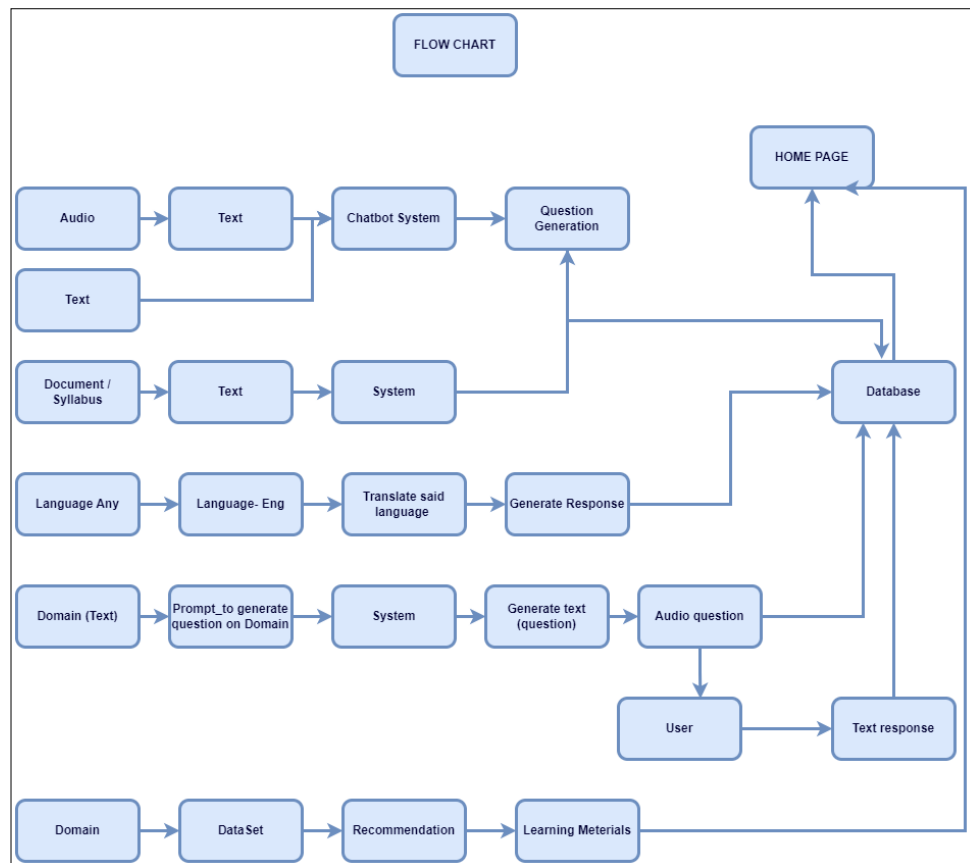 FLOW CHART
HOME PAGE
Audio
Text
Chatbot System
Question
Generation
Text
Document /
Syllabus
Text
System
Database
Language Any
Language- Eng
Translate said
language
Generate Response
Domain (Text)
Prompt_to generate
question on Domain
System
Generate text
(question)
Audio question
User
Text response
Domain
DataSet
Recommendation
Learning Meterials